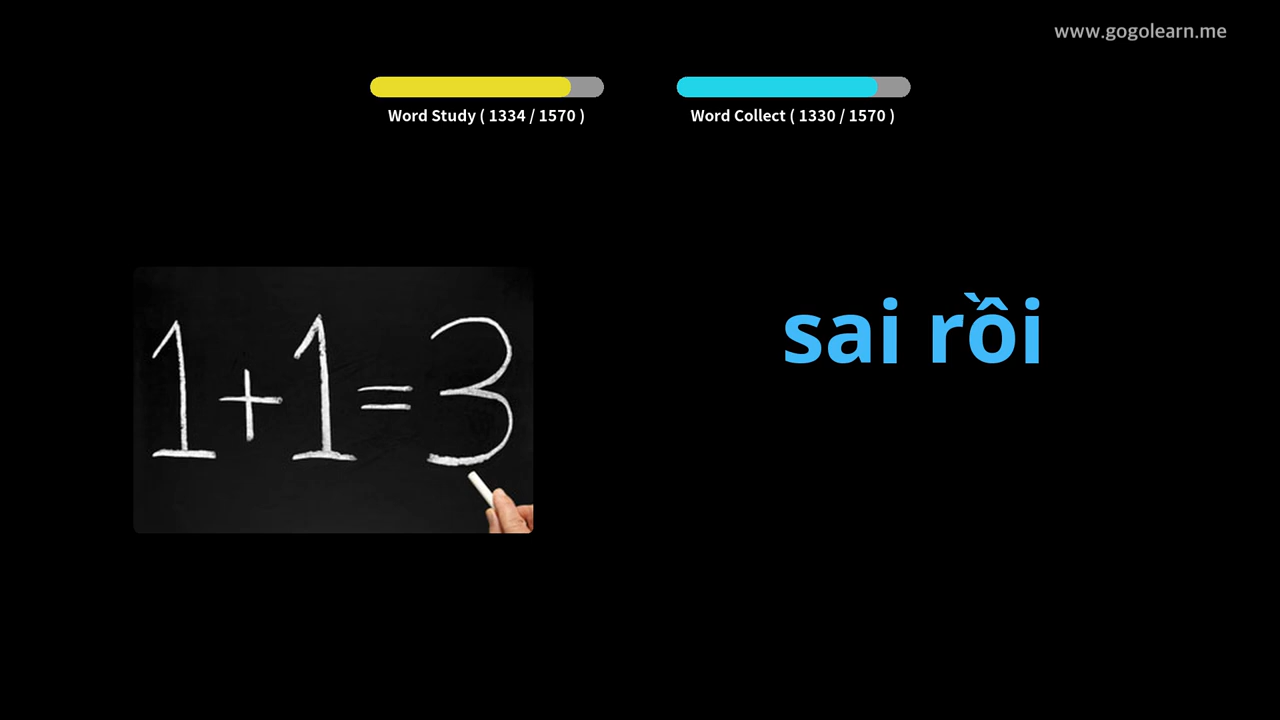 www.gogolearn.me
Word Study ( 1334 / 1570 )
Word Collect ( 1330 / 1570 )
1+1=3
sai rồi